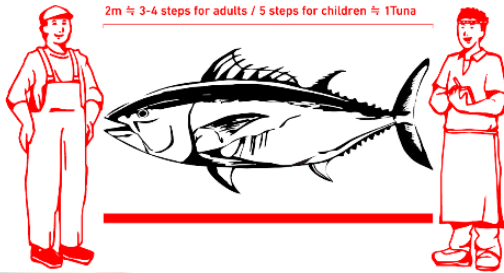 2m ≒ 3-4 steps for adults / 5 steps for children ≒ 1Tuna